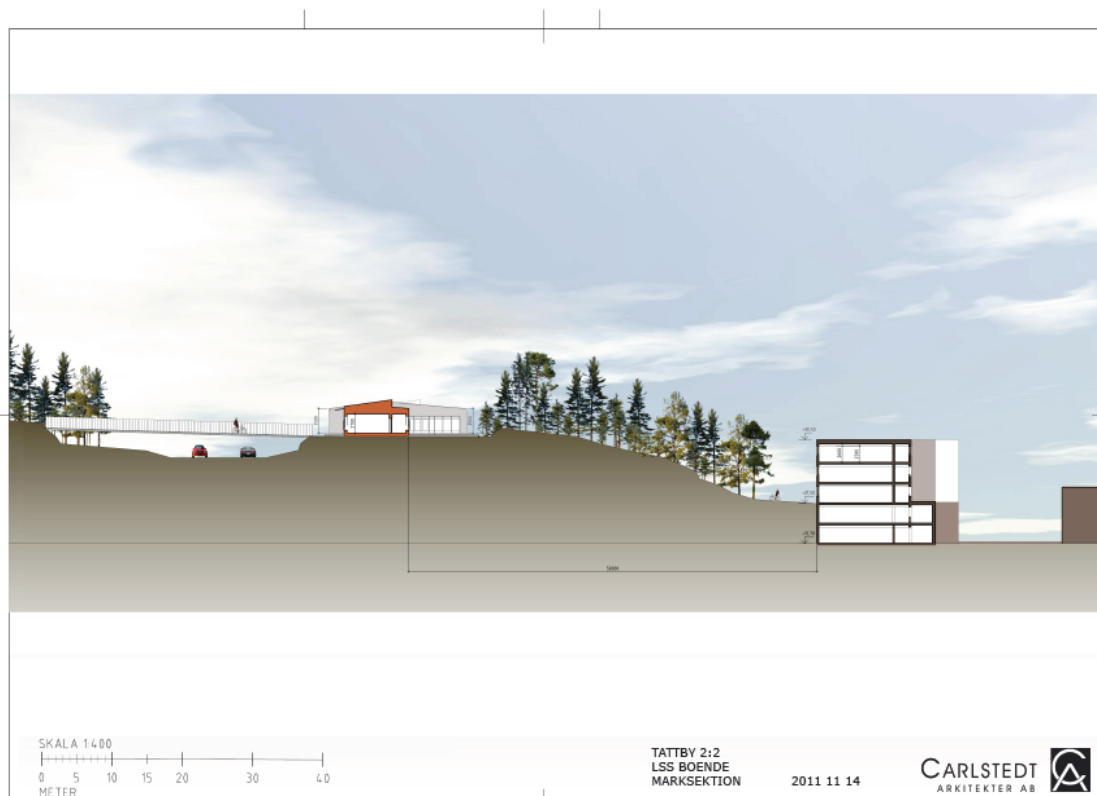 SKALA 1:400
0 5 10 15 20 30 40
METER
TATTBY 2:2
LSS BOENDE
MARKSEKTION 2011 11 14
CARLSTEDT
ARKITEKTER AB